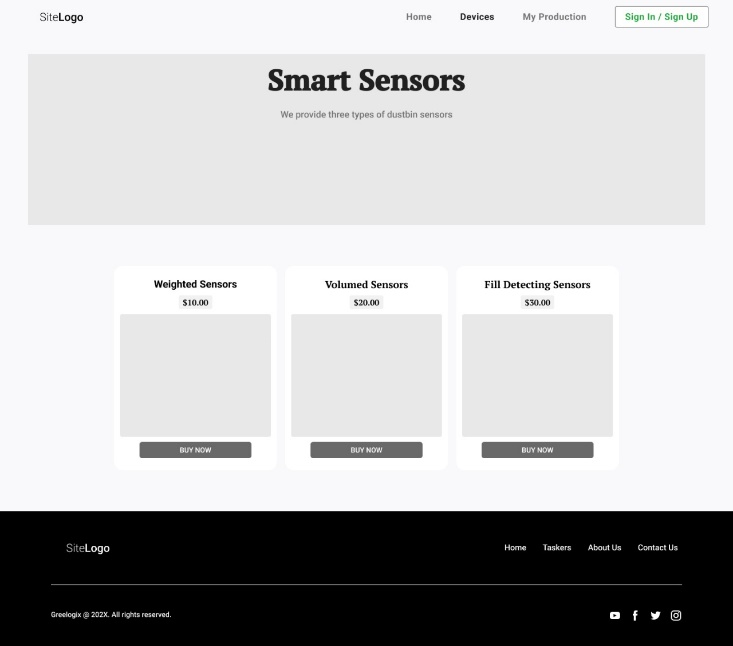 SiteLogo Home Devices My Production Sign In / Sign Up
Smart Sensors
We provide three types of dustbin sensors
Weighted Sensors
$10.00
BUY NOW
Volumed Sensors
$20.00
BUY NOW
Fill Detecting Sensors
$30.00
BUY NOW
SiteLogo Home Taskers About Us Contact Us
Greelogix @ 202X. All rights reserved.